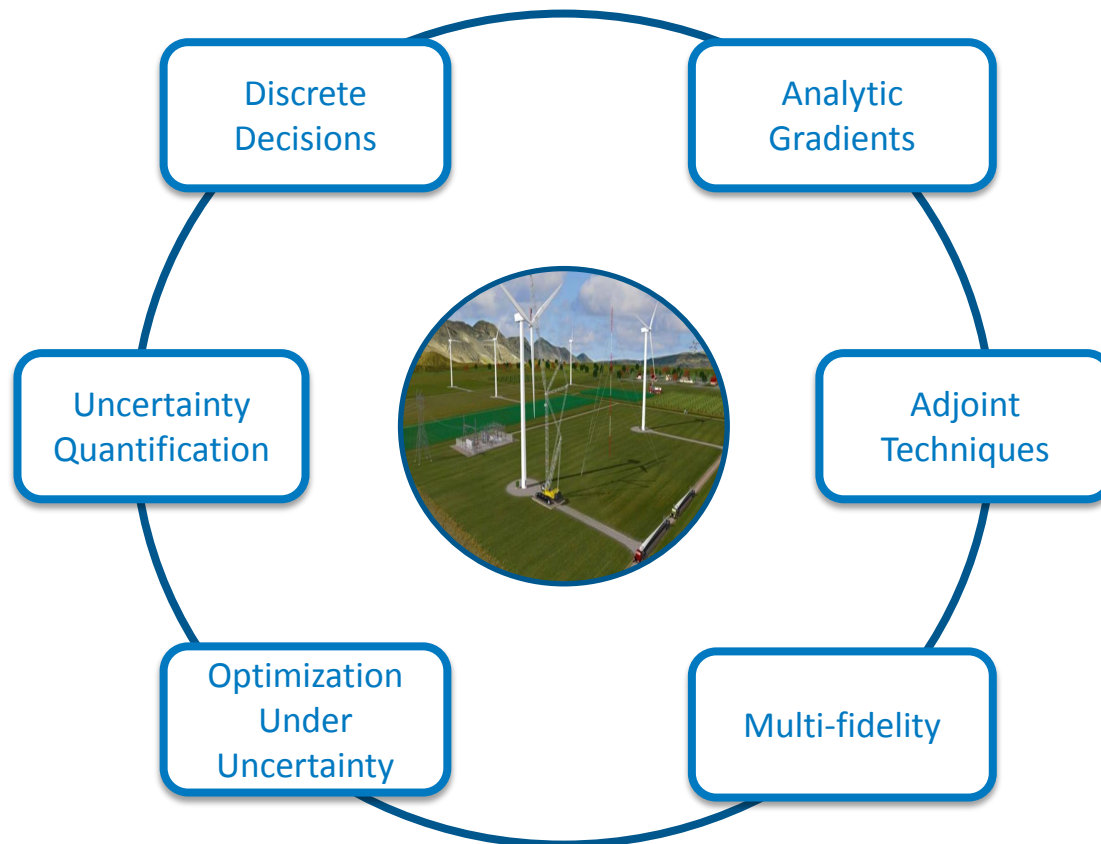 Discrete
Decisions
Analytic
Gradients
Uncertainty
Quantification
Adjoint
Techniques
Optimization
Under
Uncertainty
Multi-fidelity